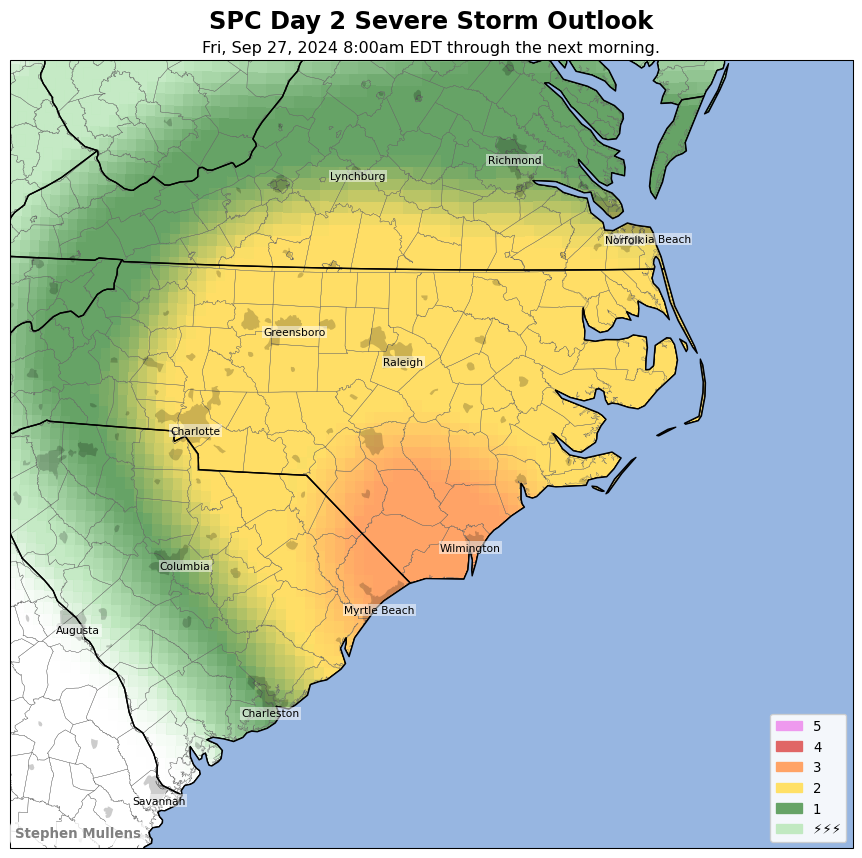 SPC Day 2 Severe Storm Outlook
Fri, Sep 27, 2024 8:00am EDT through the next morning.
Richmond
Lynchburg
Norfolk
Beach
Greensboro
Raleigh
Charlotte
Wilmington
Columbia
Myrtle Beach
Augusta
Charleston
Savannah
5
4
3
2
1
⚡⚡⚡
Stephen Mullens